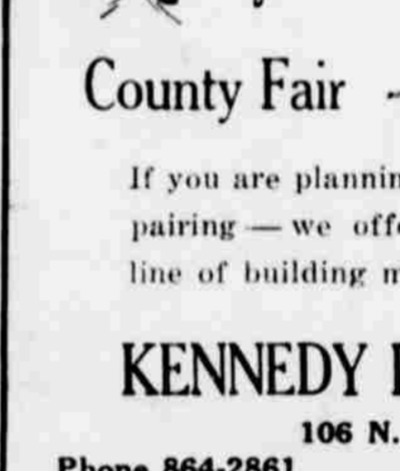 County Fair -
If you are plannin
pairing — we off
line of building m
KENNEDY
106 N.
Phone 864-2861